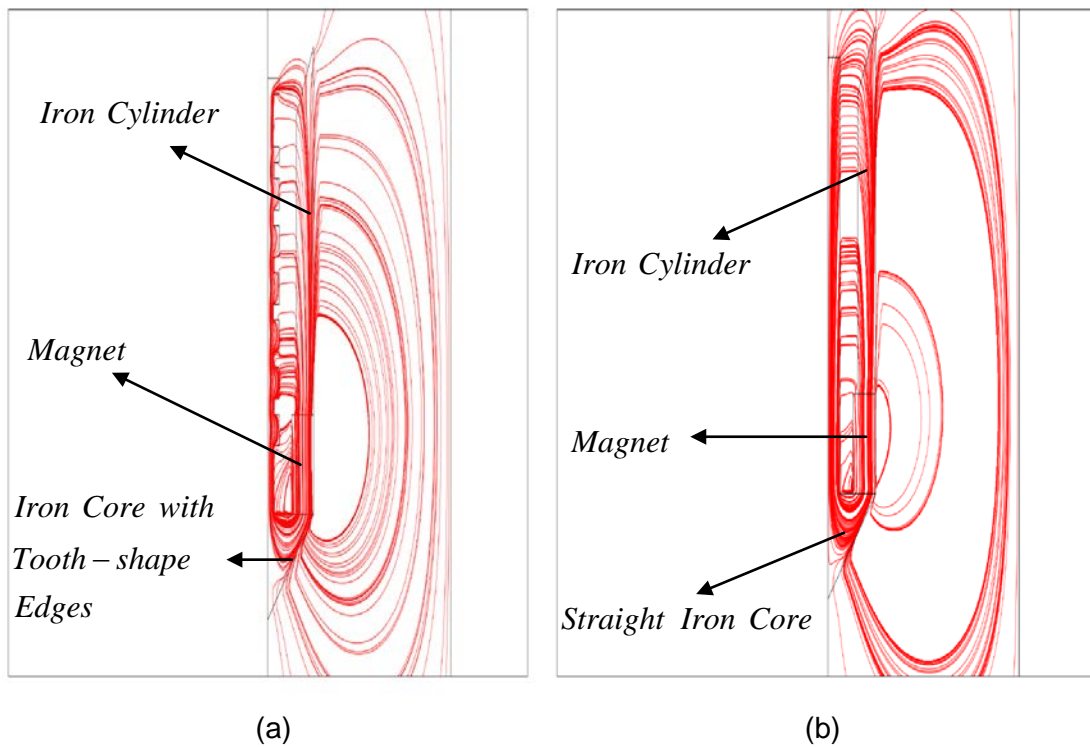 Iron Cylinder
Magnet
Iron Core with
Tooth – shape
Edges
(a)
Iron Cylinder
Magnet
Straight Iron Core
(b)